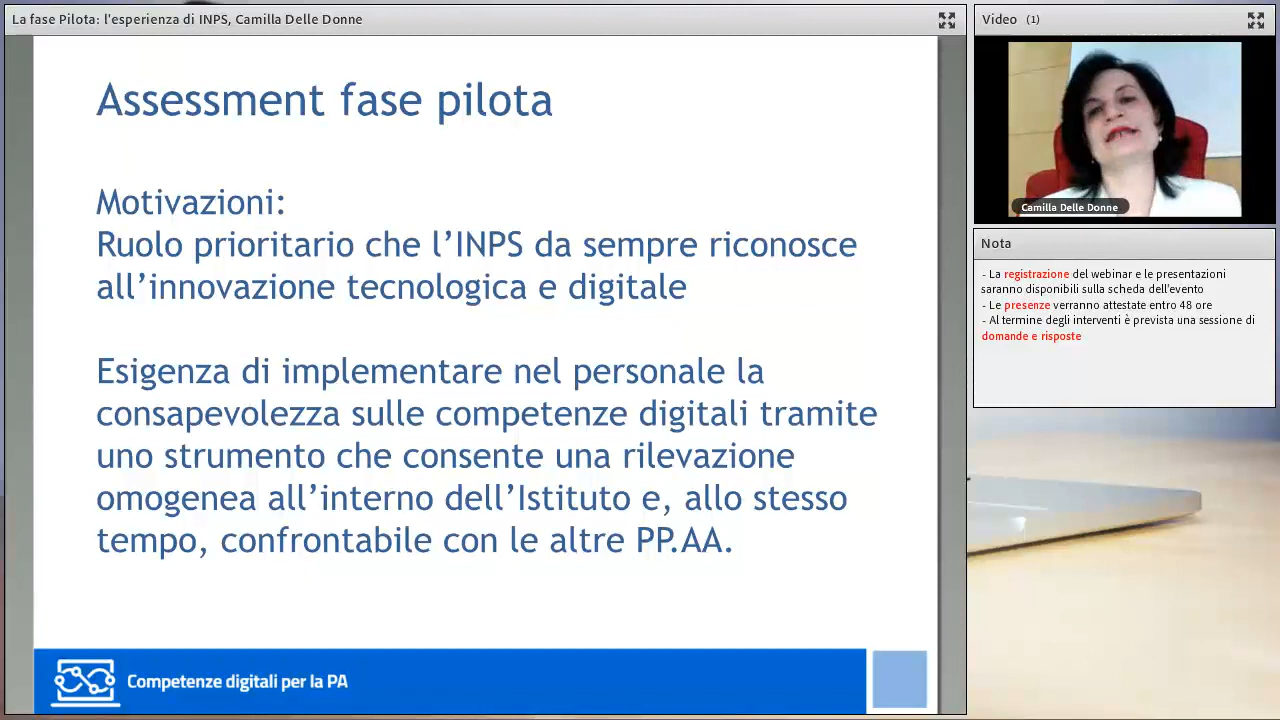 La fase Pilota: l'esperienza di INPS, Camilla Delle Donne
Assessment fase pilota
Motivazioni:
Ruolo prioritario che l’INPS da sempre riconosce
all’innovazione tecnologica e digitale
Esigenza di implementare nel personale la
consapevolezza sulle competenze digitali tramite
uno strumento che consente una rilevazione
omogenea all’interno dell’Istituto e, allo stesso
tempo, confrontabile con le altre PP.AA.
Competenze digitali per la PA
Video (1)
Camilla Delle Donne
Nota
- La registrazione del webinar e le presentazioni
saranno disponibili sulla scheda dell'evento
- Le presenze verranno attestate entro 48 ore
- Al termine degli interventi è prevista una sessione di
domande e risposte